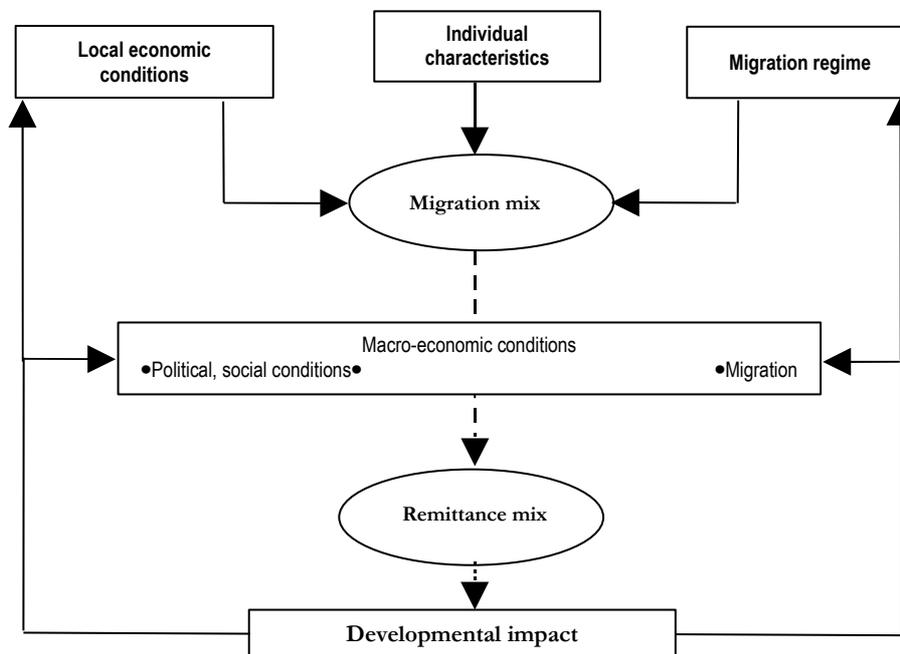 Local economic
conditions
Individual
characteristics
Migration regime
Migration mix
Macro-economic conditions
•Political, social conditions• •Migration
Remittance mix
Developmental impact